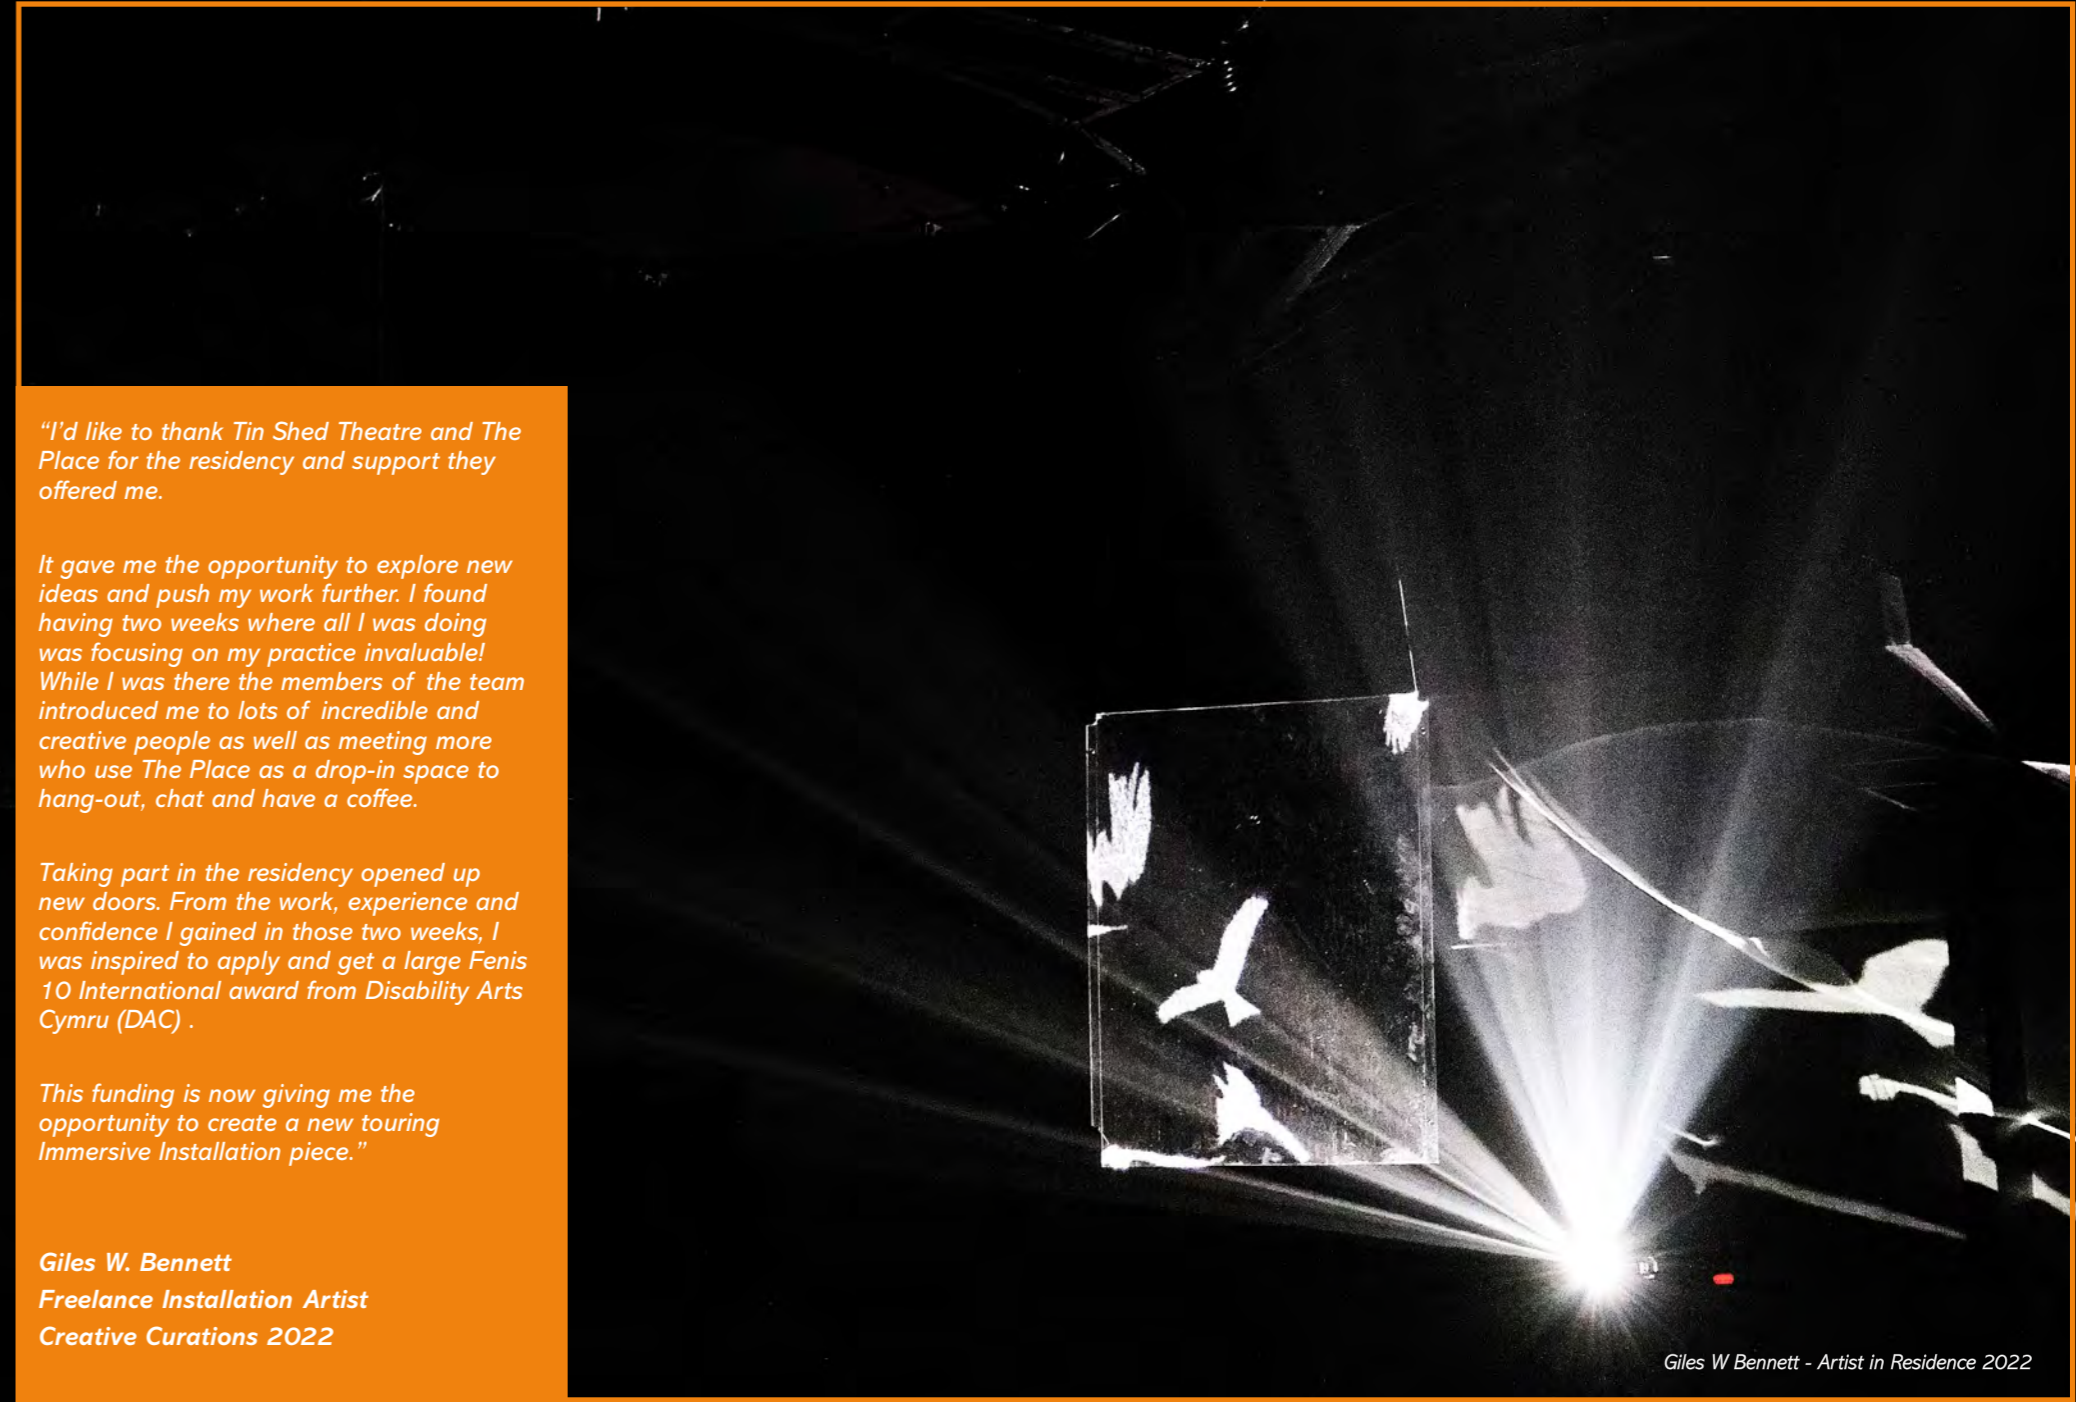 “I’d like to thank Tin Shed Theatre and The
Place for the residency and support they
offered me.
It gave me the opportunity to explore new
ideas and push my work further. I found
having two weeks where all I was doing
was focusing on my practice invaluable!
While I was there the members of the team
introduced me to lots of incredible and
creative people as well as meeting more
who use The Place as a drop-in space to
hang-out, chat and have a coffee.
Taking part in the residency opened up
new doors. From the work, experience and
confidence I gained in those two weeks, I
was inspired to apply and get a large Fenis
10 International award from Disability Arts
Cymru (DAC) .
This funding is now giving me the
opportunity to create a new touring
Immersive Installation piece.”
Giles W. Bennett
Freelance Installation Artist
Creative Curations 2022
Giles W Bennett - Artist in Residence 2022